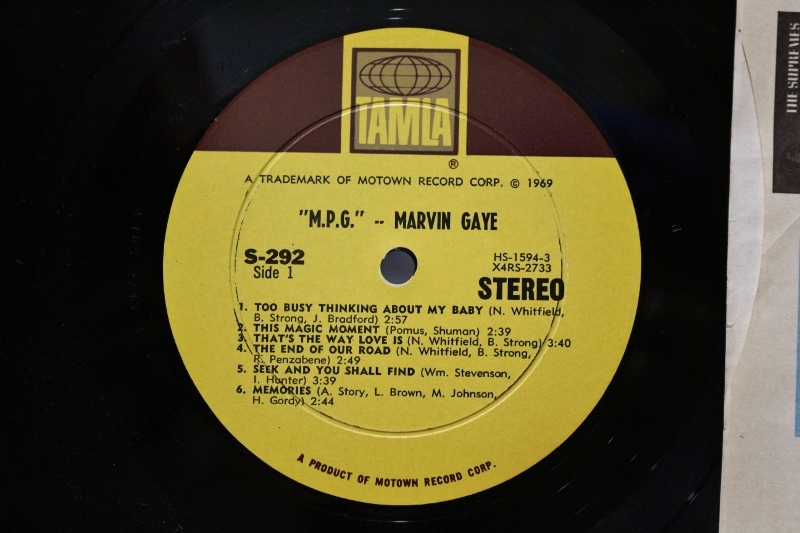 TAMLA
®
A TRADEMARK OF MOTOWN RECORD CORP. © 1969
"M.P.G." -- MARVIN GAYE
S-292
Side 1
HS-1594-3
X4RS-2733
STEREO
1. TOO BUSY THINKING ABOUT MY BABY (N. Whitfield,
B. Strong, J. Bradford) 2:57
2. THIS MAGIC MOMENT (Pomus, Shuman) 2:39
3. THAT'S THE WAY LOVE IS (N. Whitfield, B. Strong) 3:40
4. THE END OF OUR ROAD (N. Whitfield, B. Strong,
R. Penzabene) 2:49
5. SEEK AND YOU SHALL FIND (Wm. Stevenson,
I. Hunter) 3:39
6. MEMORIES (A. Story, L. Brown, M. Johnson,
H. Gordy) 2:44
A PRODUCT OF MOTOWN RECORD CORP.
THE SUPREMES